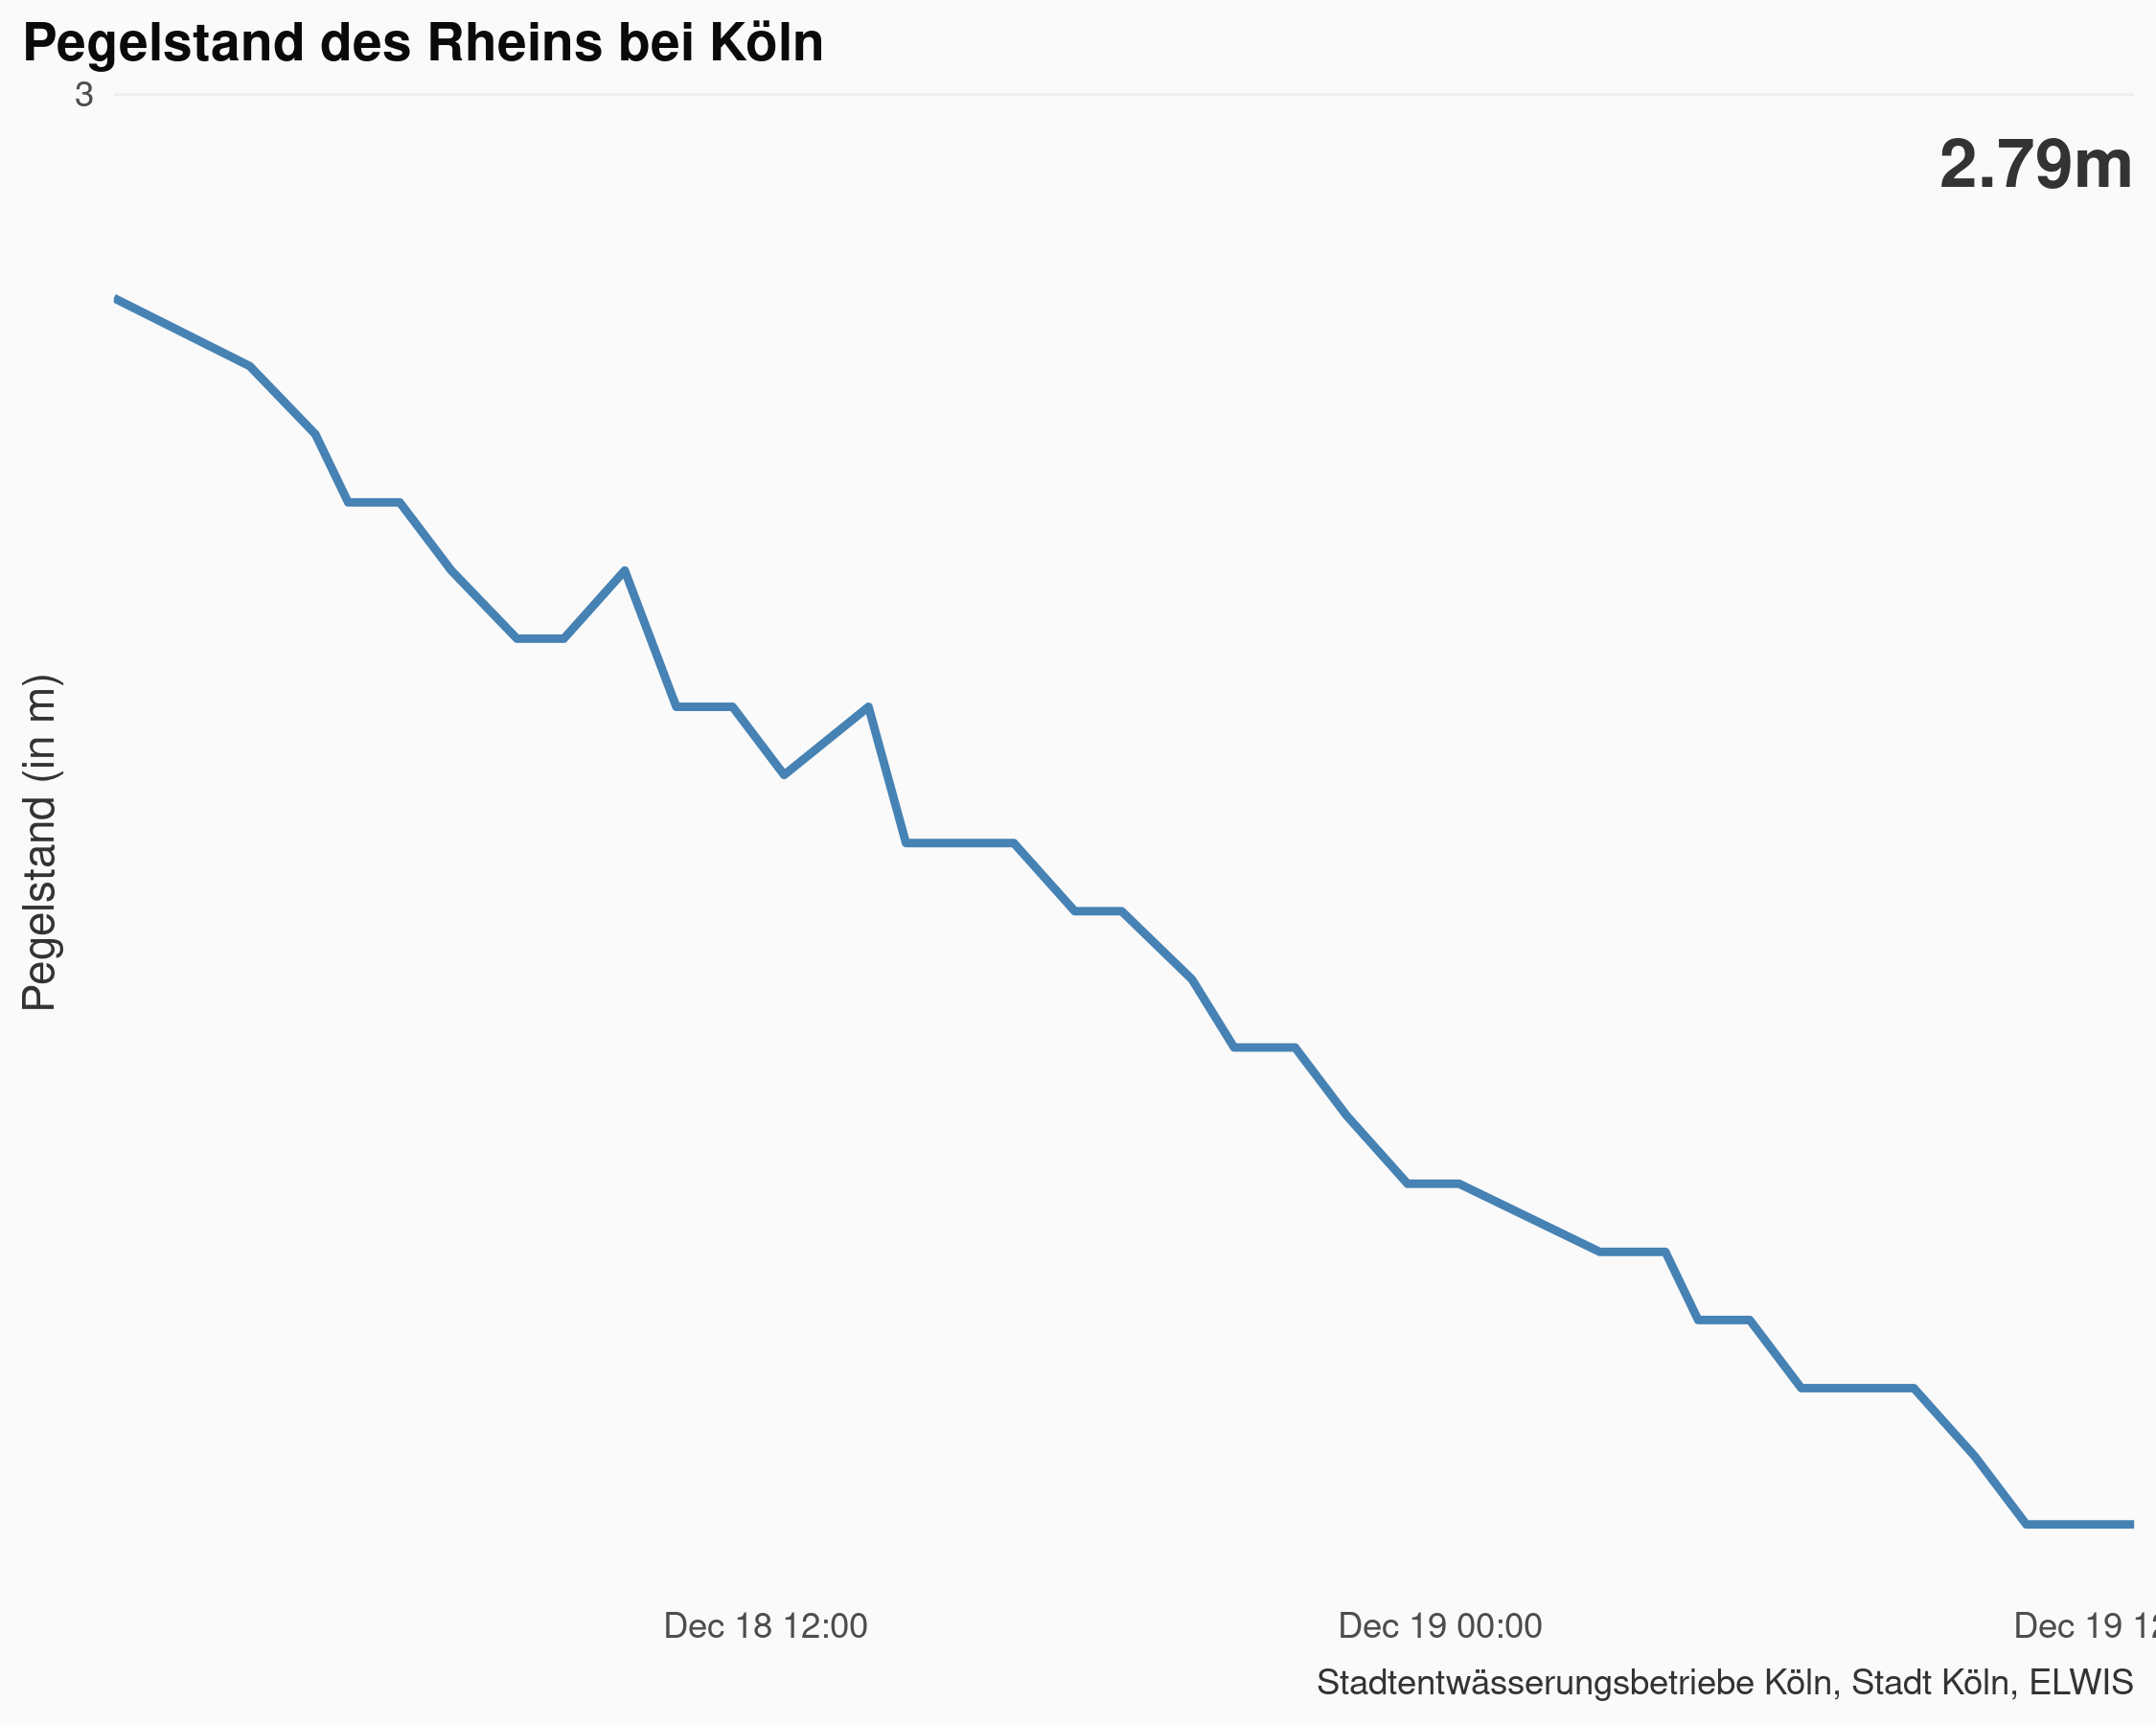 Pegelstand des Rheins bei Köln
3
2.79m
Pegelstand (in m)
Dec 18 12:00
Dec 19 00:00
Dec 19 12
Stadtentwässerungsbetriebe Köln, Stadt Köln, ELWIS